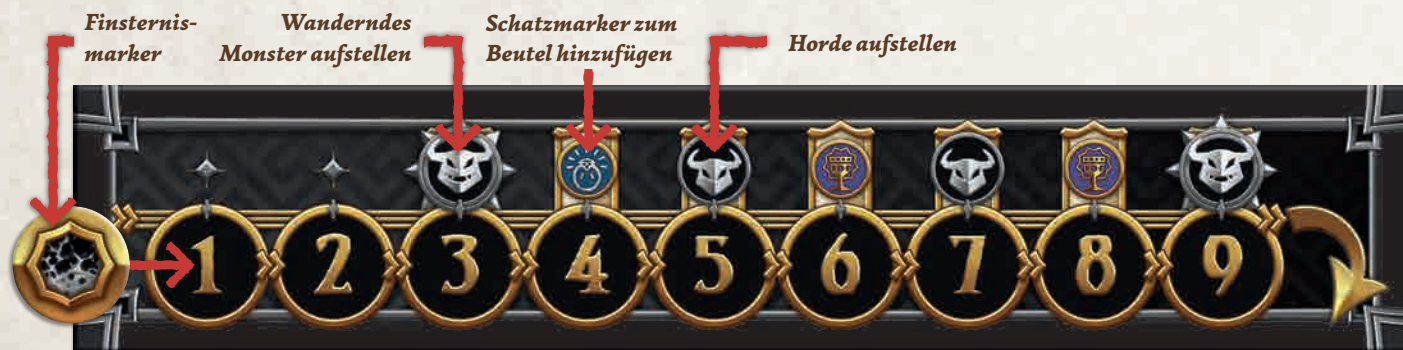 Finsternis-
marker
Wanderndes
Monster aufstellen
Schatzmarker zum
Beutel hinzufügen
Horde aufstellen
1 2 3 4 5 6 7 8 9